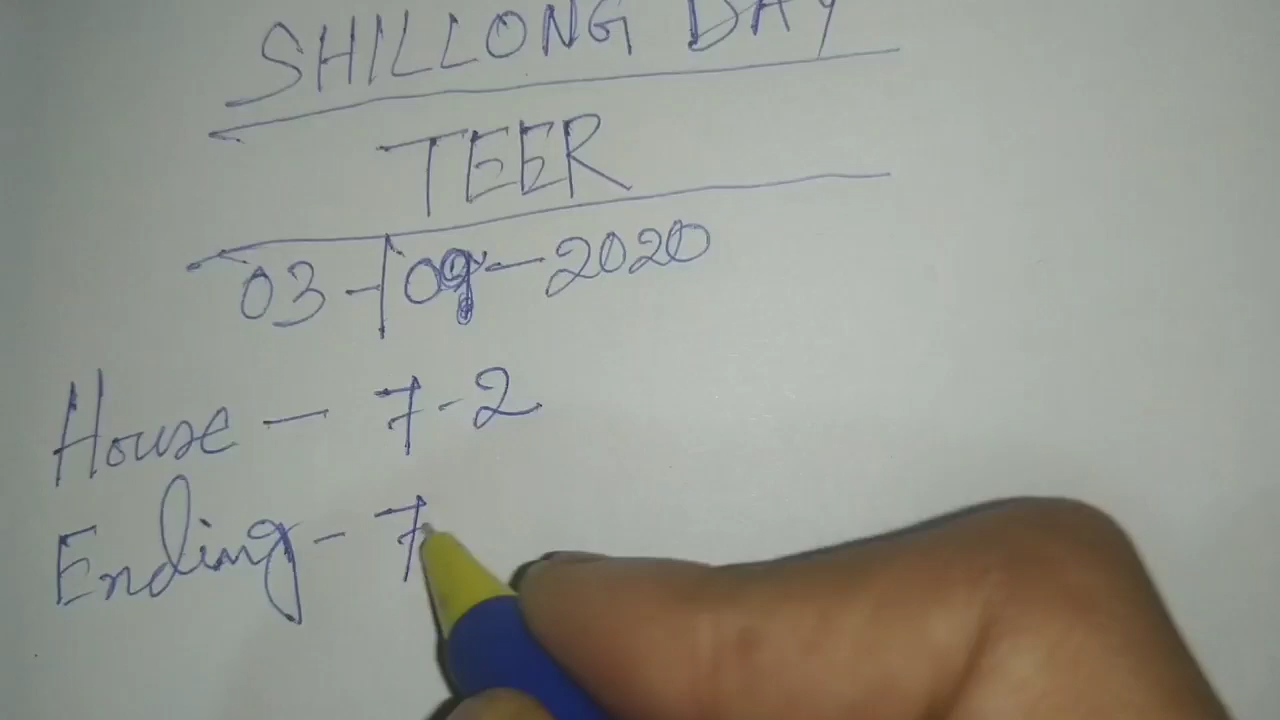 SHILLONG DAY
TEER
03-09-2020
House - 7-2
Ending - 7